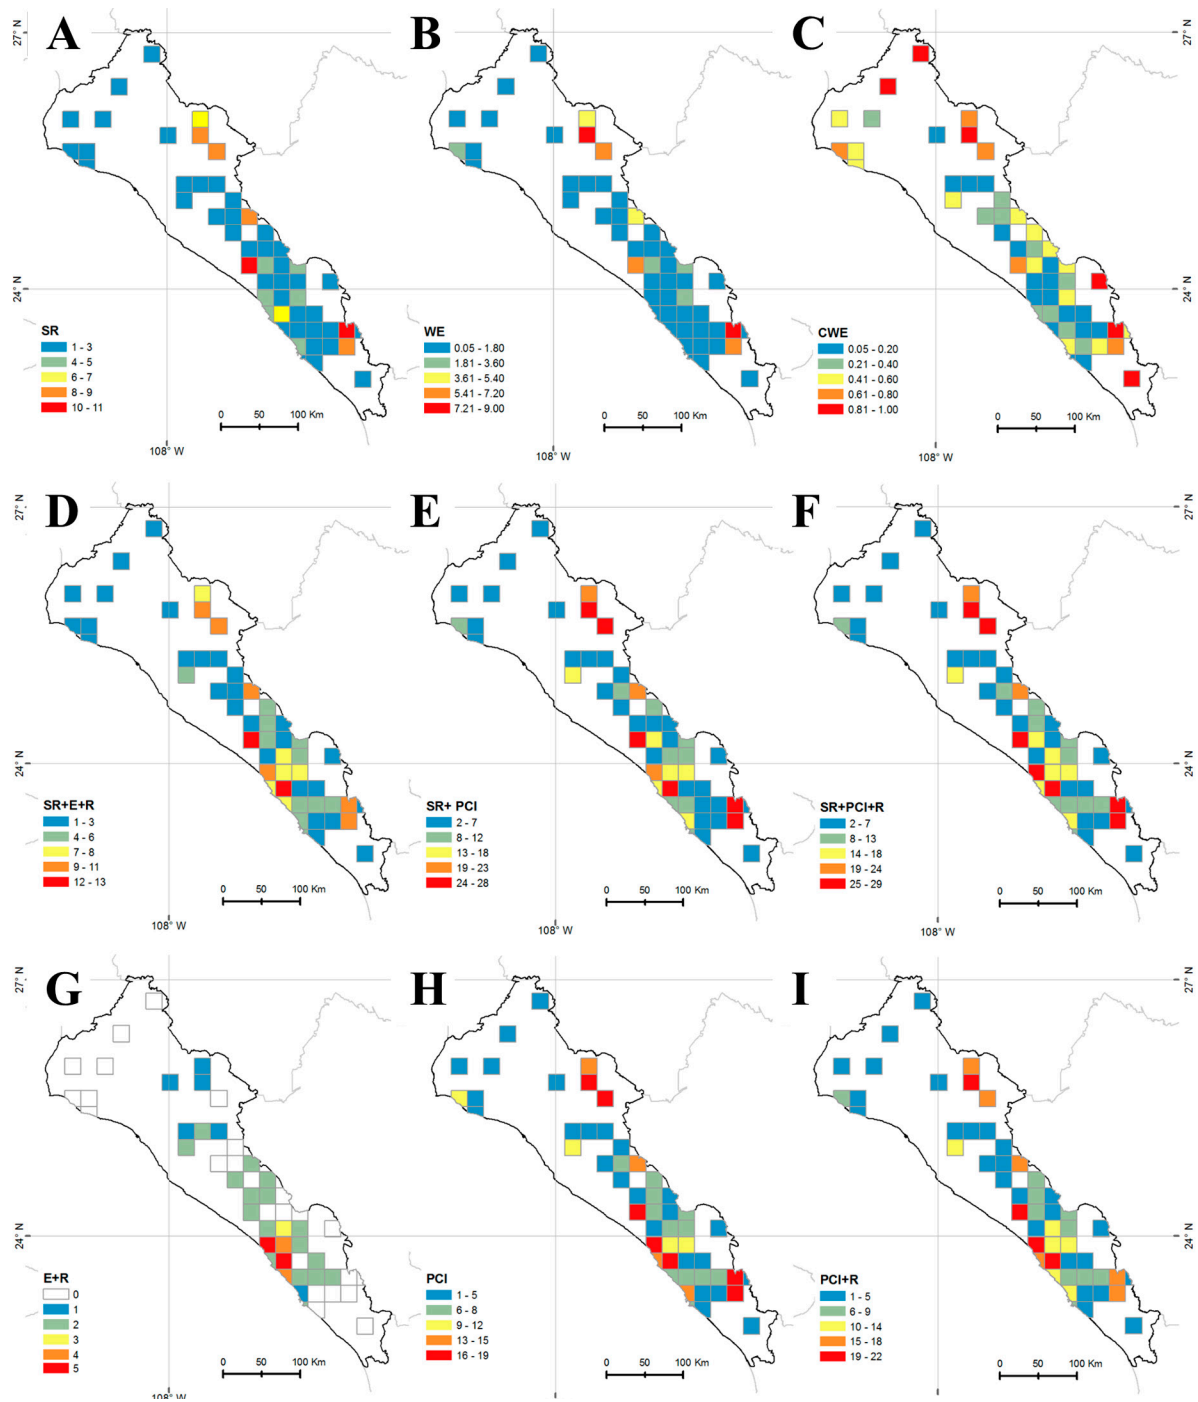 A
B
C
27° N
27° N
24° N
24° N
SR
1 - 3
4 - 5
6 - 7
8 - 9
10 - 11
0 50 100 Km
108° W
WE
0.05 - 1.80
1.81 - 3.60
3.61 - 5.40
5.41 - 7.20
7.21 - 9.00
0 50 100 Km
108° W
CWE
0.05 - 0.20
0.21 - 0.40
0.41 - 0.60
0.61 - 0.80
0.81 - 1.00
0 50 100 Km
108° W
D
E
F
27° N
27° N
24° N
24° N
SR+E+R
1 - 3
4 - 6
7 - 8
9 - 11
12 - 13
0 50 100 Km
108° W
SR+ PCI
2 - 7
8 - 12
13 - 18
19 - 23
24 - 28
0 50 100 Km
108° W
SR+PCI+R
2 - 7
8 - 13
14 - 18
19 - 24
25 - 29
0 50 100 Km
108° W
G
H
I
27° N
27° N
24° N
24° N
E+R
0
1
2
3
4
5
0 50 100 Km
108° W
PCI
1 - 5
6 - 8
9 - 12
13 - 15
16 - 19
0 50 100 Km
PCI+R
1 - 5
6 - 9
10 - 14
15 - 18
19 - 22
0 50 100 Km